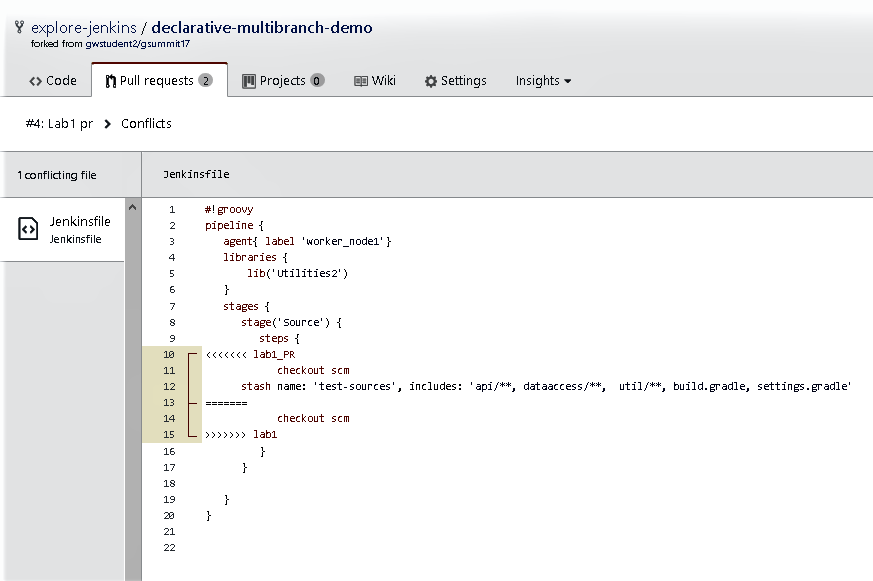 explore-jenkins / declarative-multibranch-demo
forked from gwstudent2/gsummit17
Code Pull requests 2 Projects 0 Wiki Settings Insights
#4: Lab1 pr Conflicts
1 conflicting file
Jenkinsfile
Jenkinsfile
Jenkinsfile
1 #!groovy
2 pipeline {
3 agent{ label 'worker_node1'}
4 libraries {
5 lib('Utilities2')
6 }
7 stages {
8 stage('Source') {
9 steps {
10 <<<<<<< lab1_PR
11 checkout scm
12 stash name: 'test-sources', includes: 'api/**, dataaccess/**,  util/**, build.gradle, settings.gradle'
13 =======
14 checkout scm
15 >>>>>>> lab1
16 }
17 }
18
19 }
20 }
21
22